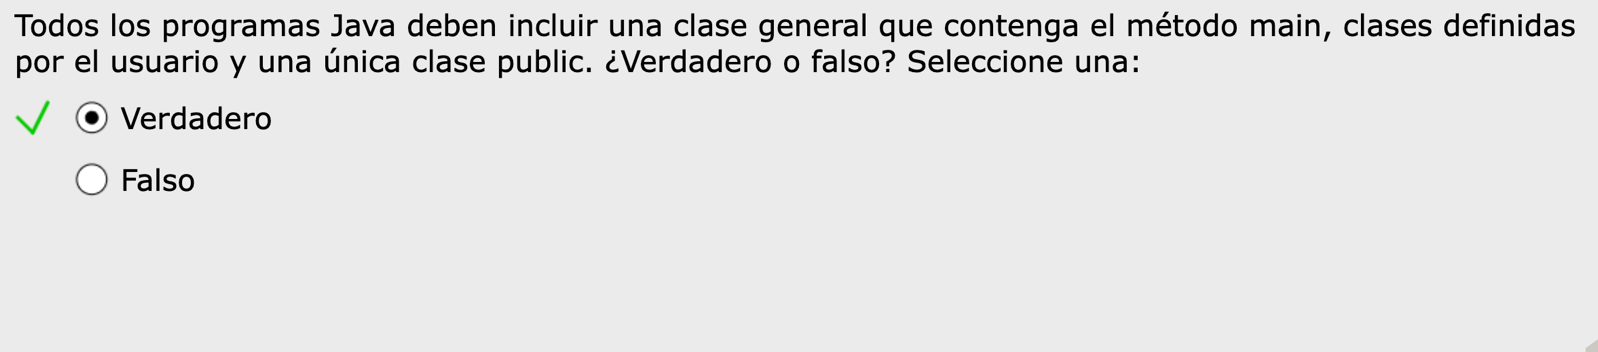 Todos los programas Java deben incluir una clase general que contenga el método main, clases definidas
por el usuario y una única clase public. ¿Verdadero o falso? Seleccione una:
Verdadero
Falso